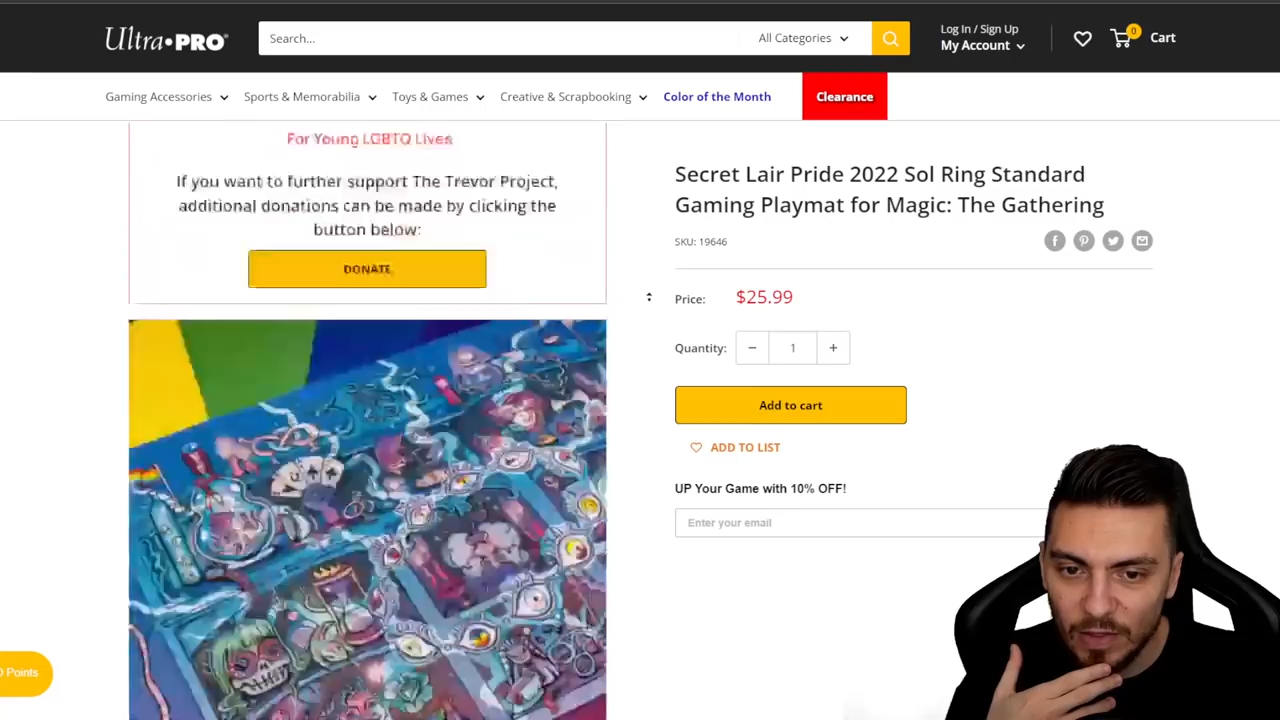 Ultra•PRO
Search...
All Categories
Log In / Sign Up
My Account
0
Cart
Gaming Accessories
Sports & Memorabilia
Toys & Games
Creative & Scrapbooking
Color of the Month
Clearance
For Young LGBTQ Lives
If you want to further support The Trevor Project,
additional donations can be made by clicking the
button below:
DONATE
Secret Lair Pride 2022 Sol Ring Standard
Gaming Playmat for Magic: The Gathering
SKU: 19646
Price: $25.99
Quantity: − 1 +
Add to cart
ADD TO LIST
UP Your Game with 10% OFF!
Enter your email
Points